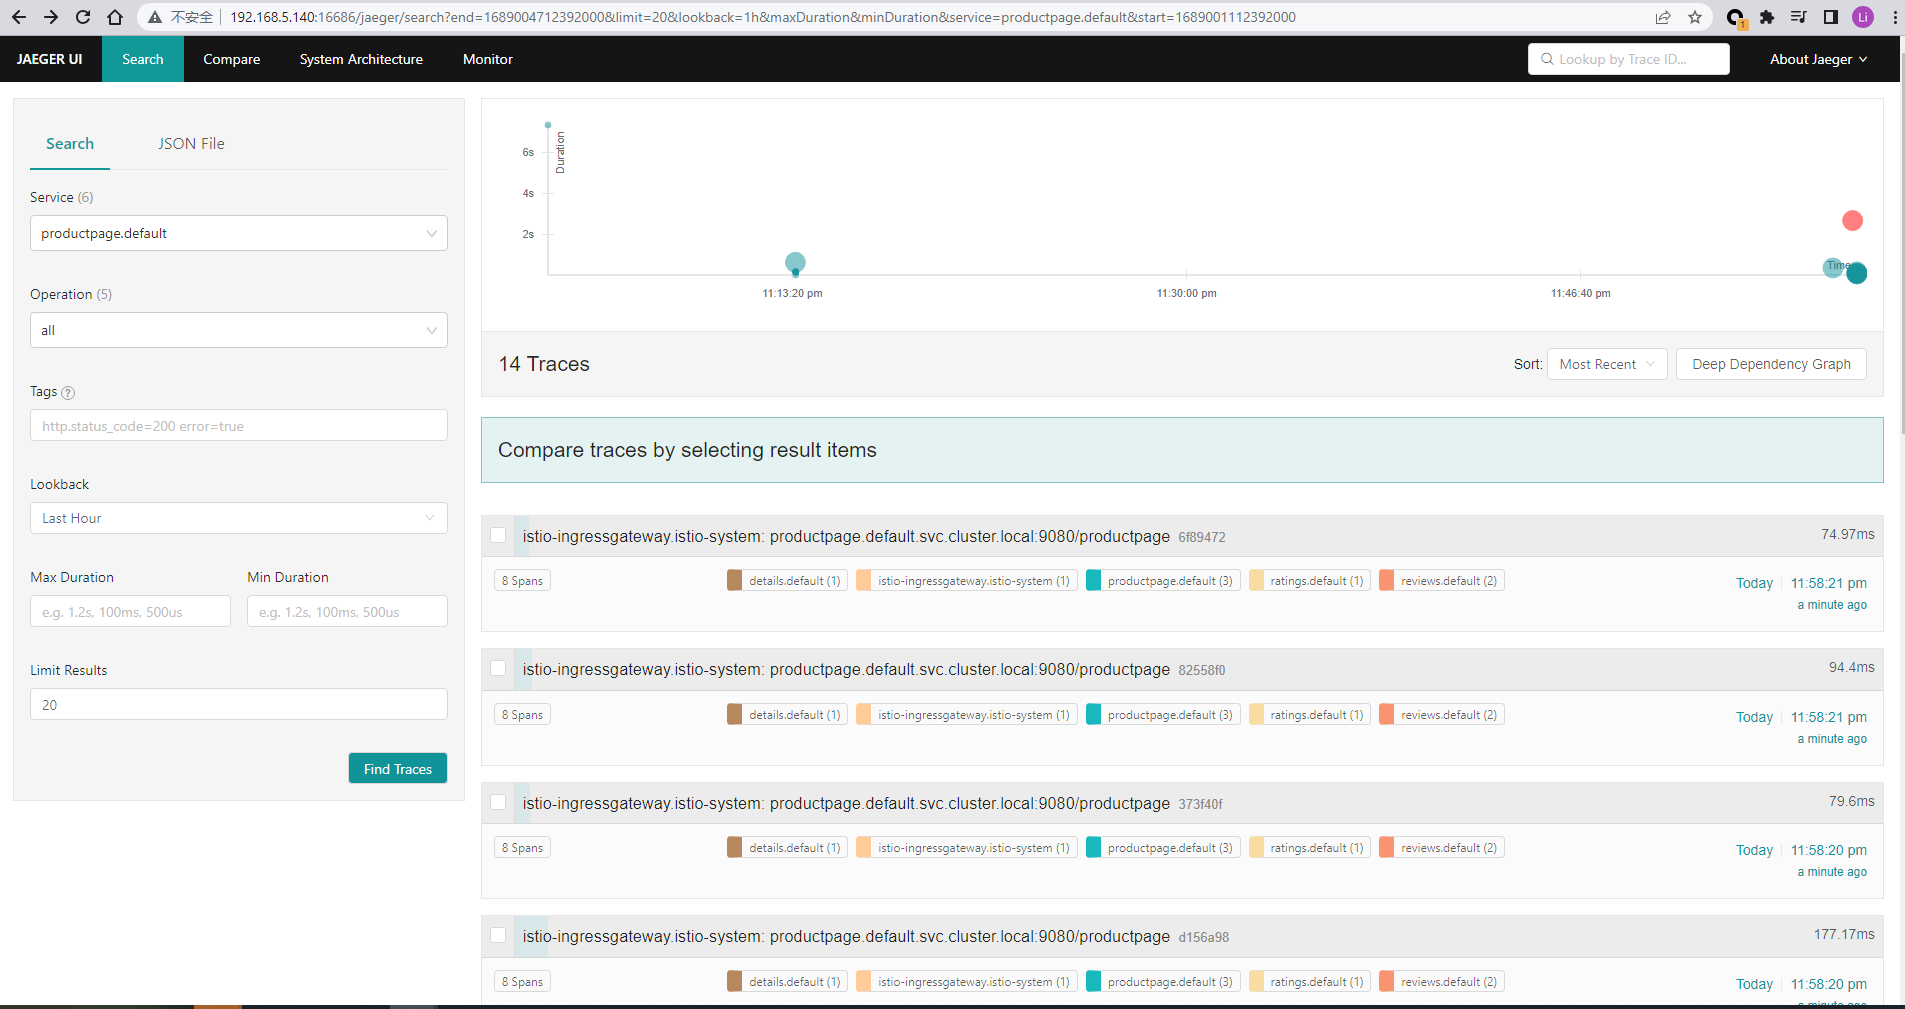 不安全 192.168.5.140:16686/jaeger/search?end=1689004712392000&limit=20&lookback=1h&maxDuration&minDuration&service=productpage.default&start=1689001112392000
1
Li
JAEGER UI Search Compare System Architecture Monitor Lookup by Trace ID... About Jaeger
Search JSON File
Service (6)
productpage.default
Operation (5)
all
Tags ?
http.status_code=200 error=true
Lookback
Last Hour
Max Duration Min Duration
e.g. 1.2s, 100ms, 500us e.g. 1.2s, 100ms, 500us
Limit Results
20
Find Traces
Duration
6s
4s
2s
Time
11:13:20 pm 11:30:00 pm 11:46:40 pm
14 Traces Sort: Most Recent Deep Dependency Graph
Compare traces by selecting result items
istio-ingressgateway.istio-system: productpage.default.svc.cluster.local:9080/productpage 6f89472 74.97ms
8 Spans details.default (1) istio-ingressgateway.istio-system (1) productpage.default (3) ratings.default (1) reviews.default (2) Today 11:58:21 pm
a minute ago
istio-ingressgateway.istio-system: productpage.default.svc.cluster.local:9080/productpage 82558f0 94.4ms
8 Spans details.default (1) istio-ingressgateway.istio-system (1) productpage.default (3) ratings.default (1) reviews.default (2) Today 11:58:21 pm
a minute ago
istio-ingressgateway.istio-system: productpage.default.svc.cluster.local:9080/productpage 373f40f 79.6ms
8 Spans details.default (1) istio-ingressgateway.istio-system (1) productpage.default (3) ratings.default (1) reviews.default (2) Today 11:58:20 pm
a minute ago
istio-ingressgateway.istio-system: productpage.default.svc.cluster.local:9080/productpage d156a98 177.17ms
8 Spans details.default (1) istio-ingressgateway.istio-system (1) productpage.default (3) ratings.default (1) reviews.default (2) Today 11:58:20 pm
a minute ago